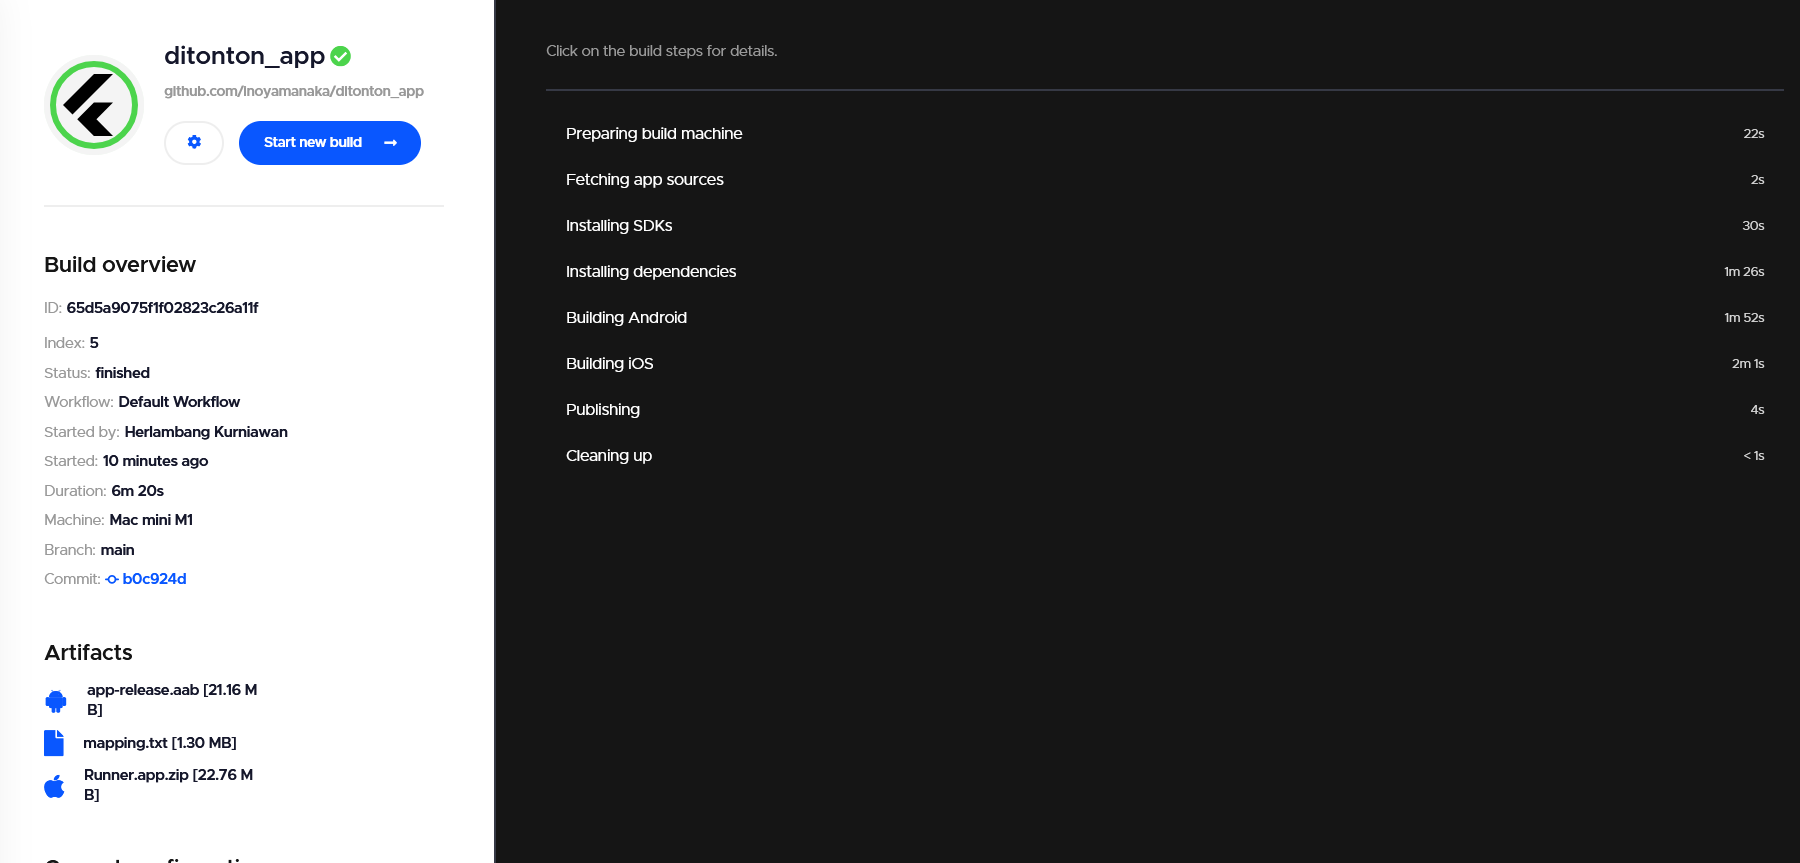 ditonton_app
github.com/inoyamanaka/ditonton_app
Start new build
Build overview
ID: 65d5a9075f1f02823c26a11f
Index: 5
Status: finished
Workflow: Default Workflow
Started by: Herlambang Kurniawan
Started: 10 minutes ago
Duration: 6m 20s
Machine: Mac mini M1
Branch: main
Commit: b0c924d
Artifacts
app-release.aab [21.16 M
B]
mapping.txt [1.30 MB]
Runner.app.zip [22.76 M
B]
Click on the build steps for details.
Preparing build machine 22s
Fetching app sources 2s
Installing SDKs 30s
Installing dependencies 1m 26s
Building Android 1m 52s
Building iOS 2m 1s
Publishing 4s
Cleaning up < 1s